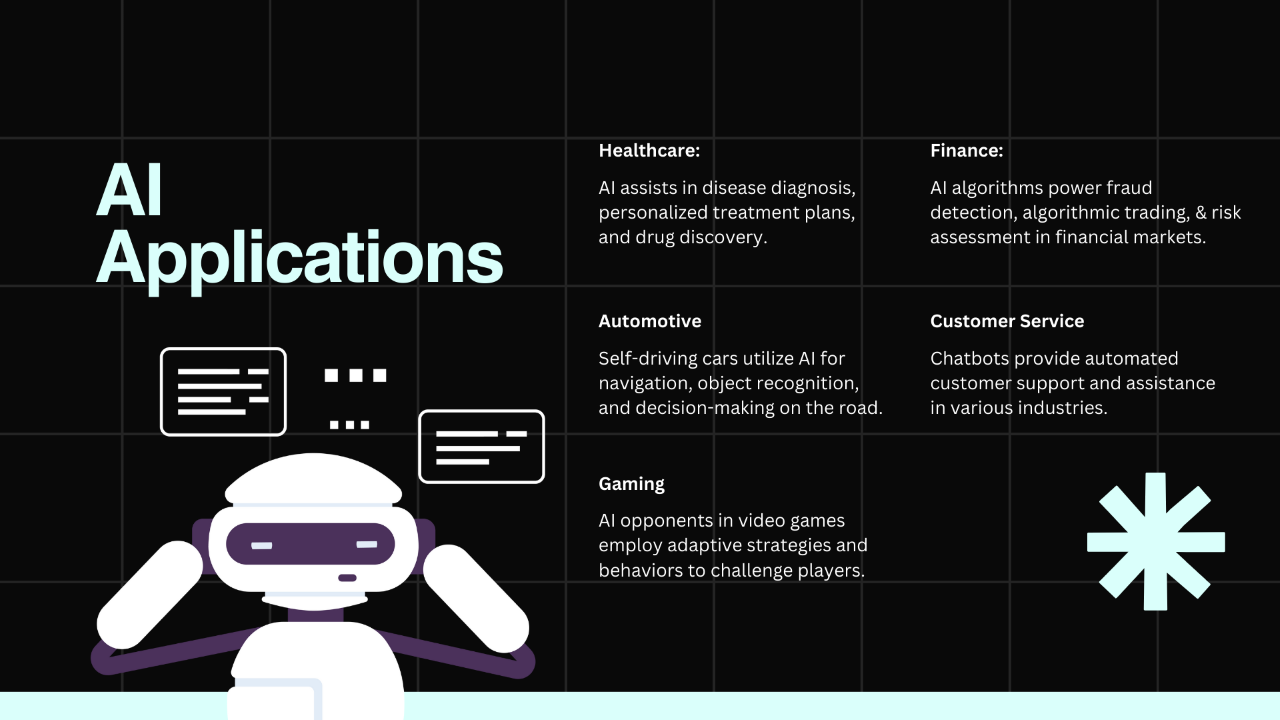 AI
Applications
Healthcare:
AI assists in disease diagnosis,
personalized treatment plans,
and drug discovery.
Finance:
AI algorithms power fraud
detection, algorithmic trading, & risk
assessment in financial markets.
Automotive
Self-driving cars utilize AI for
navigation, object recognition,
and decision-making on the road.
Customer Service
Chatbots provide automated
customer support and assistance
in various industries.
Gaming
AI opponents in video games
employ adaptive strategies and
behaviors to challenge players.